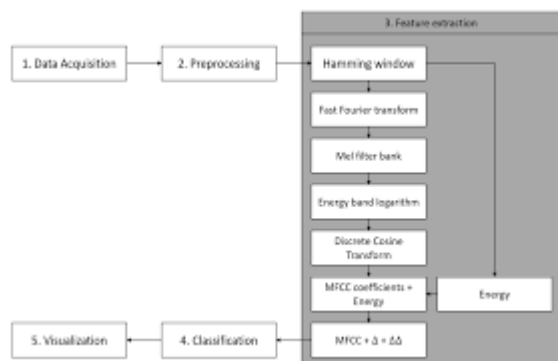 3. Feature extraction
1. Data Acquisition
2. Preprocessing
Hamming window
Fast Fourier transform
Mel filter bank
Energy band logarithm
Discrete Cosine
Transform
MFCC coefficients +
Energy
Energy
5. Visualization
4. Classification
MFCC + Δ + ΔΔ